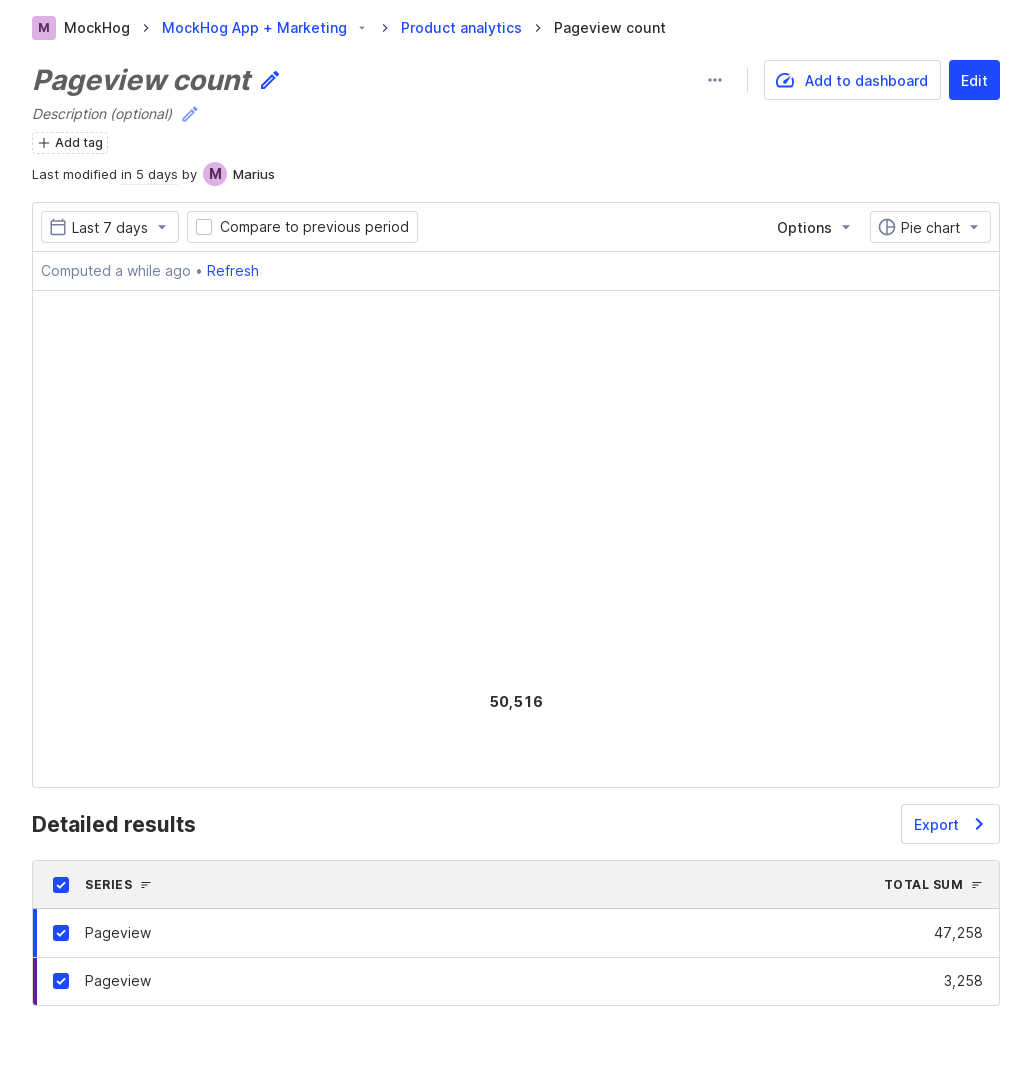 M MockHog > MockHog App + Marketing > Product analytics > Pageview count
Pageview count
Add to dashboard
Edit
Description (optional)
Add tag
Last modified in 5 days by M Marius
Last 7 days
Compare to previous period
Options
Pie chart
Computed a while ago • Refresh
50,516
Detailed results
Export
SERIES TOTAL SUM
Pageview 47,258
Pageview 3,258